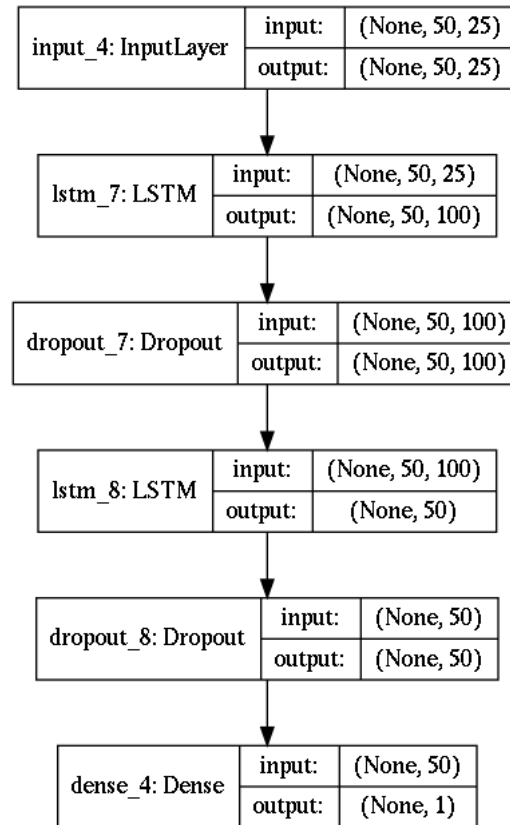 input_4: InputLayer
input: (None, 50, 25)
output: (None, 50, 25)
lstm_7: LSTM
input: (None, 50, 25)
output: (None, 50, 100)
dropout_7: Dropout
input: (None, 50, 100)
output: (None, 50, 100)
lstm_8: LSTM
input: (None, 50, 100)
output: (None, 50)
dropout_8: Dropout
input: (None, 50)
output: (None, 50)
dense_4: Dense
input: (None, 50)
output: (None, 1)